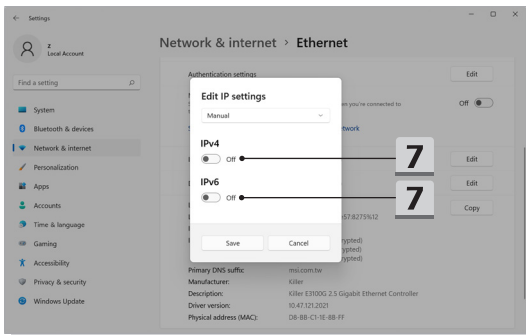 Settings
z
Local Account
Find a setting
System
Bluetooth & devices
Network & internet
Personalization
Apps
Accounts
Time & language
Gaming
Accessibility
Privacy & security
Windows Update
Network & internet > Ethernet
Authentication settings
Edit
en you're connected to
Off
twork
Edit IP settings
Manual
IPv4
Off
7
Edit
IPv6
Off
7
Edit
Copy
e57:8275%12
Save
Cancel
rypted)
rypted)
rypted)
Primary DNS suffix:
msi.com.tw
Manufacturer:
Killer
Description:
Killer E3100G 2.5 Gigabit Ethernet Controller
Driver version:
10.47.121.2021
Physical address (MAC):
D8-BB-C1-1E-8B-FF